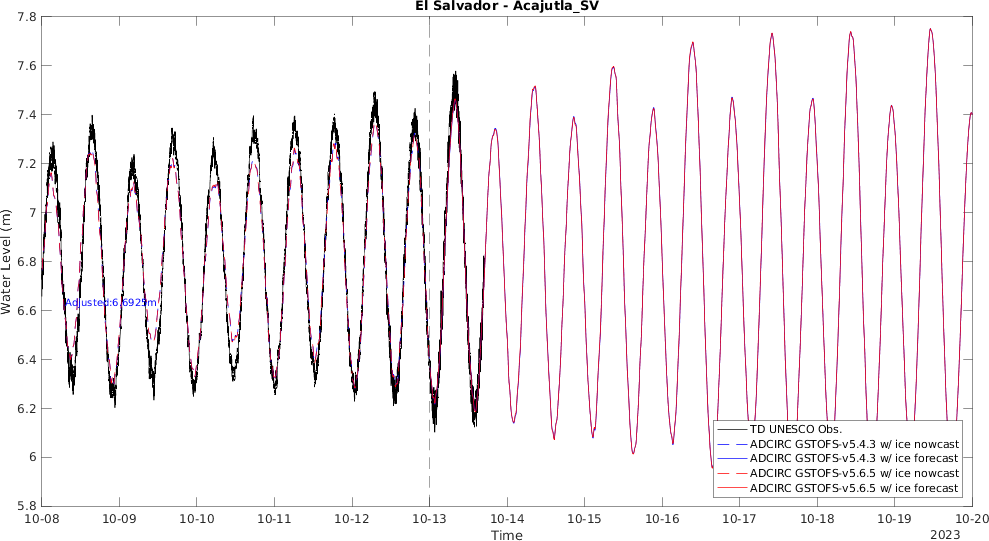 El Salvador - Acajutla_SV
7.8
7.6
7.4
7.2
7
6.8
6.6
6.4
6.2
6
5.8
Water Level (m)
Adjusted:6.6925m
TD UNESCO Obs.
ADCIRC GSTOFS-v5.4.3 w/ ice nowcast
ADCIRC GSTOFS-v5.4.3 w/ ice forecast
ADCIRC GSTOFS-v5.6.5 w/ ice nowcast
ADCIRC GSTOFS-v5.6.5 w/ ice forecast
10-08 10-09 10-10 10-11 10-12 10-13 10-14 10-15 10-16 10-17 10-18 10-19 10-20
Time
2023